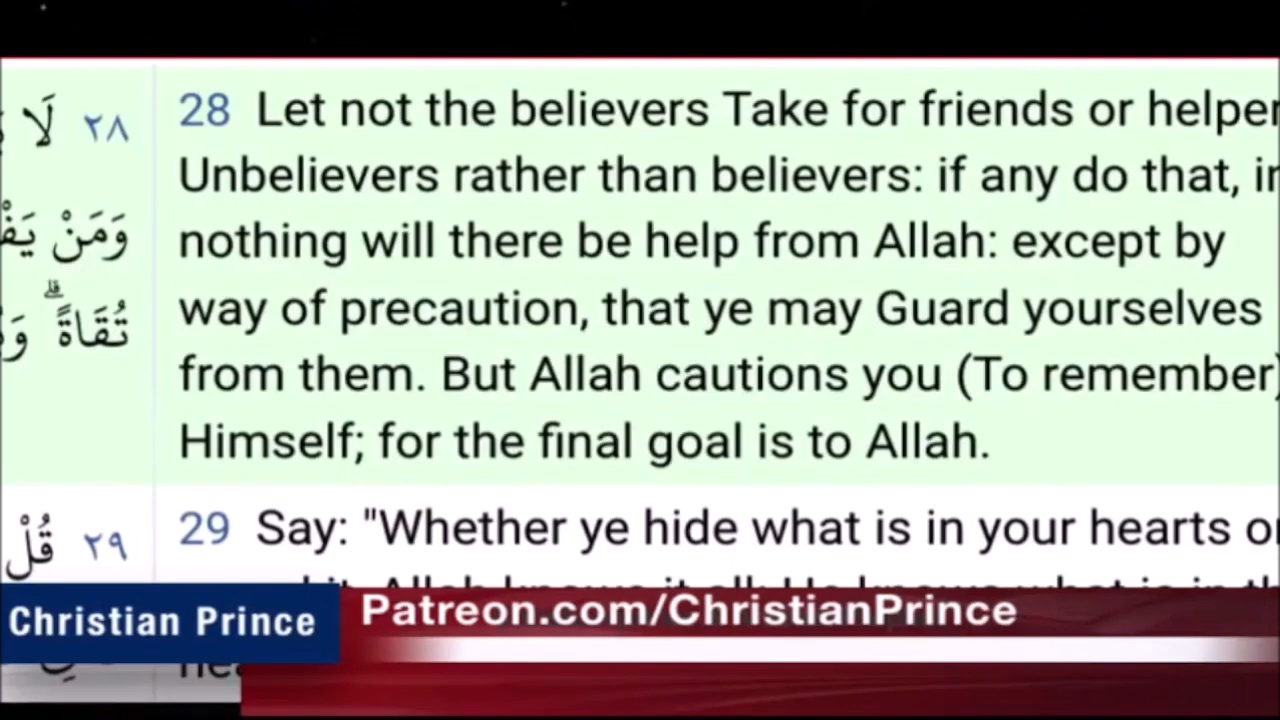 ٢٨ لَا
28 Let not the believers Take for friends or helper
Unbelievers rather than believers: if any do that, in
وَمَنْ
nothing will there be help from Allah: except by
way of precaution, that ye may Guard yourselves
تُقَاةً ۗ
from them. But Allah cautions you (To remember)
Himself; for the final goal is to Allah.
٢٩ قُلْ
29 Say: "Whether ye hide what is in your hearts or
Christian Prince
Patreon.com/ChristianPrince